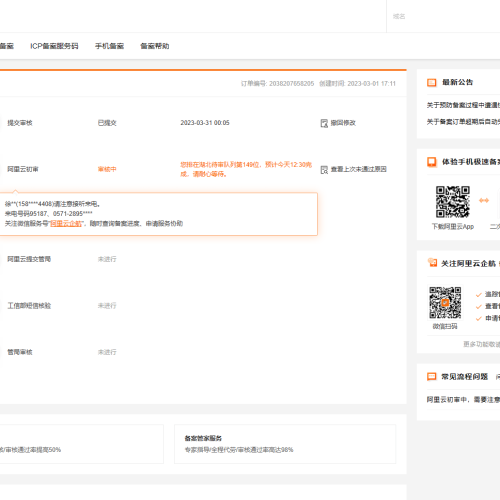 备案
ICP备案服务码
手机备案
备案帮助
订单编号: 2038207658205 创建时间: 2023-03-01 17:11
提交审核
已提交
2023-03-31 00:05
撤回修改
阿里云初审
审核中
您排在湖北待审队列第149位，预计今天12:30完
成，请耐心等待。
查看上次未通过原因
徐**(158****4408)请注意接听来电。
来电号码95187、0571-2895****
关注微信服务号"阿里云企航"，随时查询备案进度、申请服务协助
阿里云提交管局
未进行
工信部短信核验
未进行
管局审核
未进行
核/审核通过率提高50%
备案管家服务
专家指导/全程代劳/审核通过率高达98%
最新公告
关于预防备案过程中遭遇
关于备案订单超期后自动
体验手机极速备案
下载阿里云App
二次
关注阿里云企航
追踪
查看
申请
微信扫码
更多功能敬请
常见流程问题
阿里云初审中，需要注意